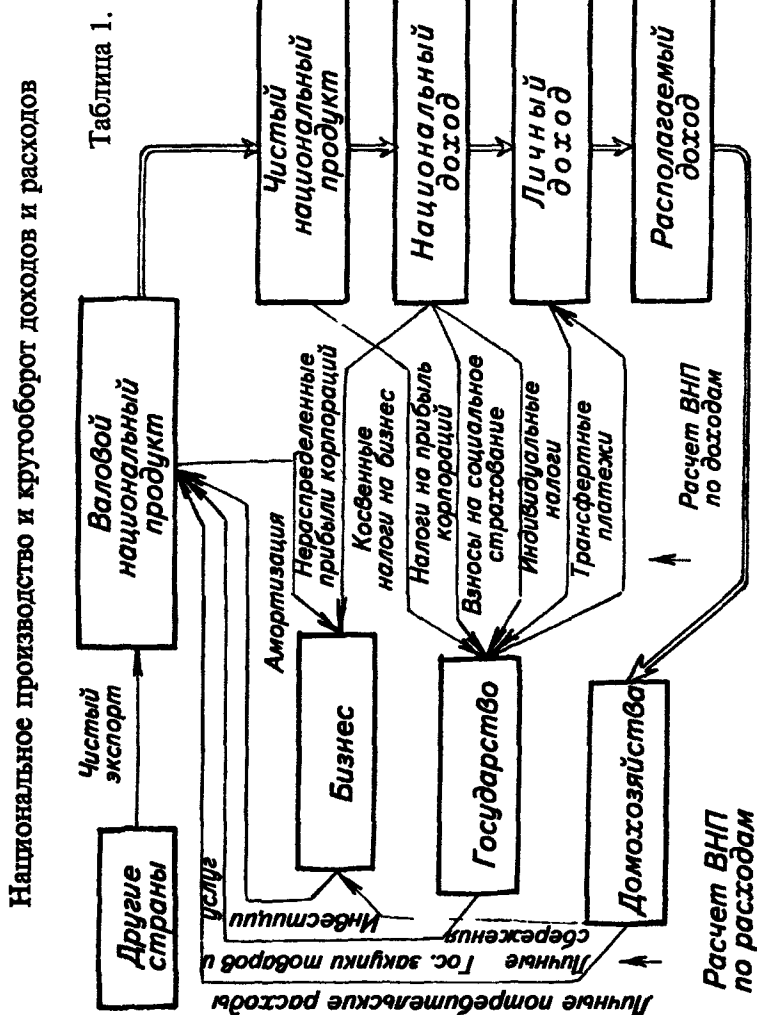 Национальное производство и кругооборот доходов и расходов
Таблица 1.
Другие
страны
Чистый
экспорт
Валовой
национальный
продукт
Чистый
национальный
продукт
Национальный
доход
Личный
доход
Располагаемый
доход
Амортизация
Нераспределенные
прибыли корпораций
Косвенные
налоги на бизнес
Налоги на прибыль
корпораций
Взносы на социальное
страхование
Индивидуальные
налоги
Трансфертные
платежи
Бизнес
Государство
Домохозяйства
Инвестиции
Гос. закупки товаров и
услуг
Личные
сбережения
Личные потребительские расходы
Расчет ВНП
по доходам
Расчет ВНП
по расходам